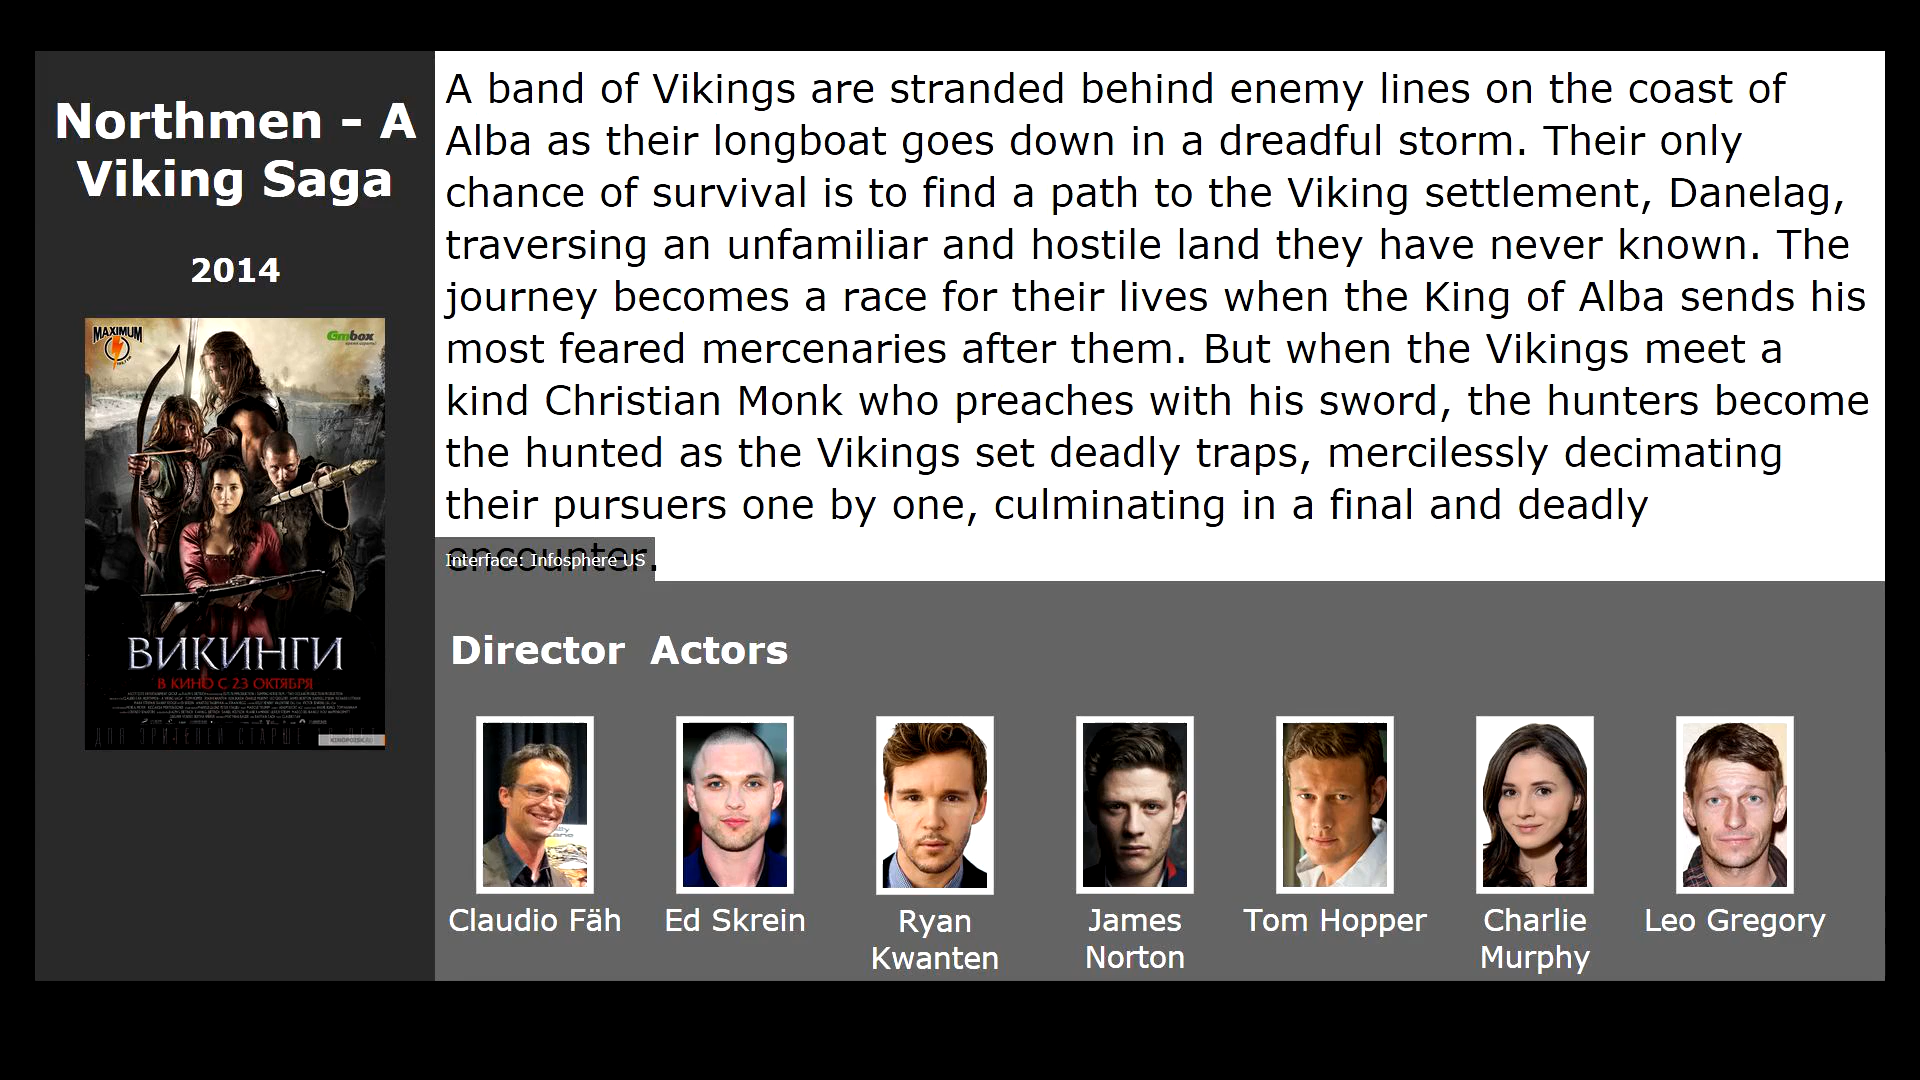 Northmen - A
Viking Saga
2014
MAXIMUM
Gmbox
ВИКИНГИ
В КИНО С 23 ОКТЯБРЯ
ДЛЯ ЗРИТЕЛЕЙ СТАРШЕ
KINOPOISK.RU
A band of Vikings are stranded behind enemy lines on the coast of
Alba as their longboat goes down in a dreadful storm. Their only
chance of survival is to find a path to the Viking settlement, Danelag,
traversing an unfamiliar and hostile land they have never known. The
journey becomes a race for their lives when the King of Alba sends his
most feared mercenaries after them. But when the Vikings meet a
kind Christian Monk who preaches with his sword, the hunters become
the hunted as the Vikings set deadly traps, mercilessly decimating
their pursuers one by one, culminating in a final and deadly
encounter.
Interface: Infosphere US
Director Actors
Claudio Fäh
Ed Skrein
Ryan
Kwanten
James
Norton
Tom Hopper
Charlie
Murphy
Leo Gregory